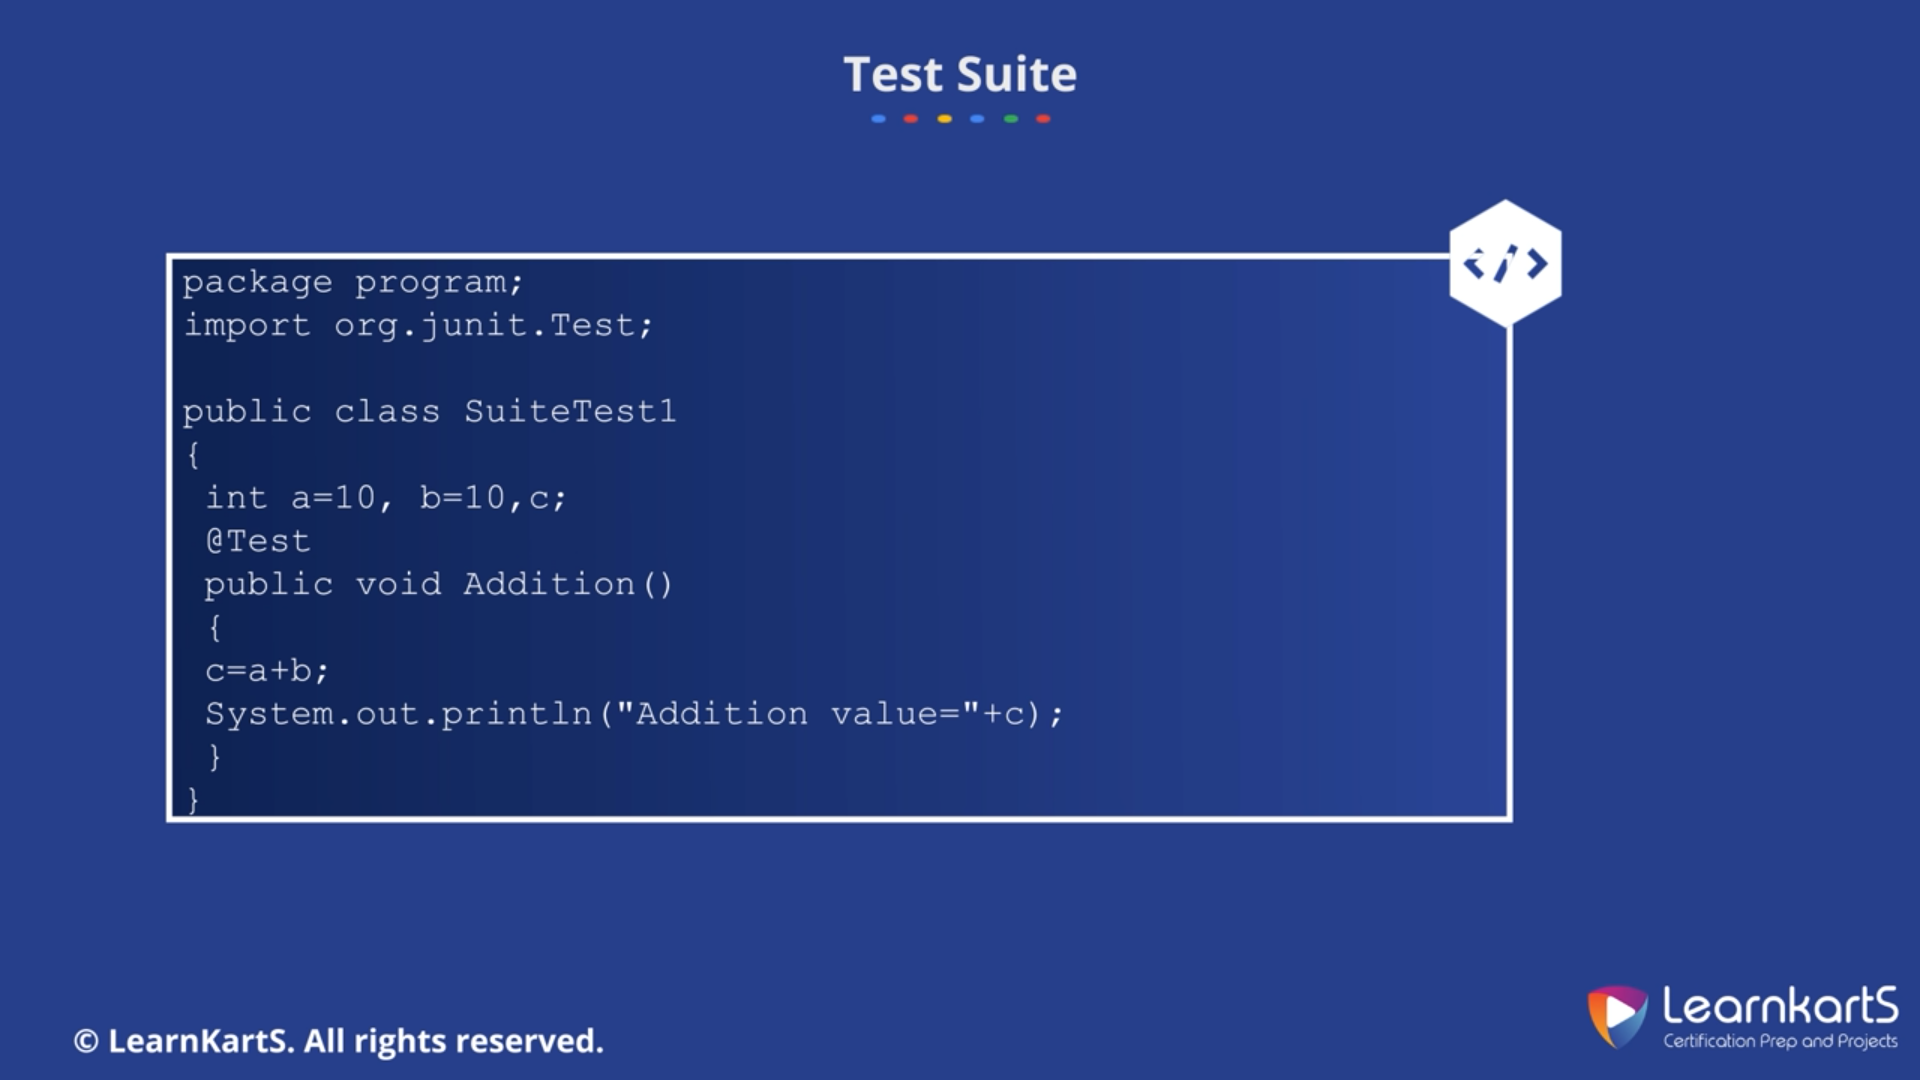 Test Suite
</>
package program;
import org.junit.Test;
public class SuiteTest1
{
int a=10, b=10,c;
@Test
public void Addition()
{
c=a+b;
System.out.println("Addition value="+c);
}
}
© LearnKartS. All rights reserved.
LearnkartS
Certification Prep and Projects